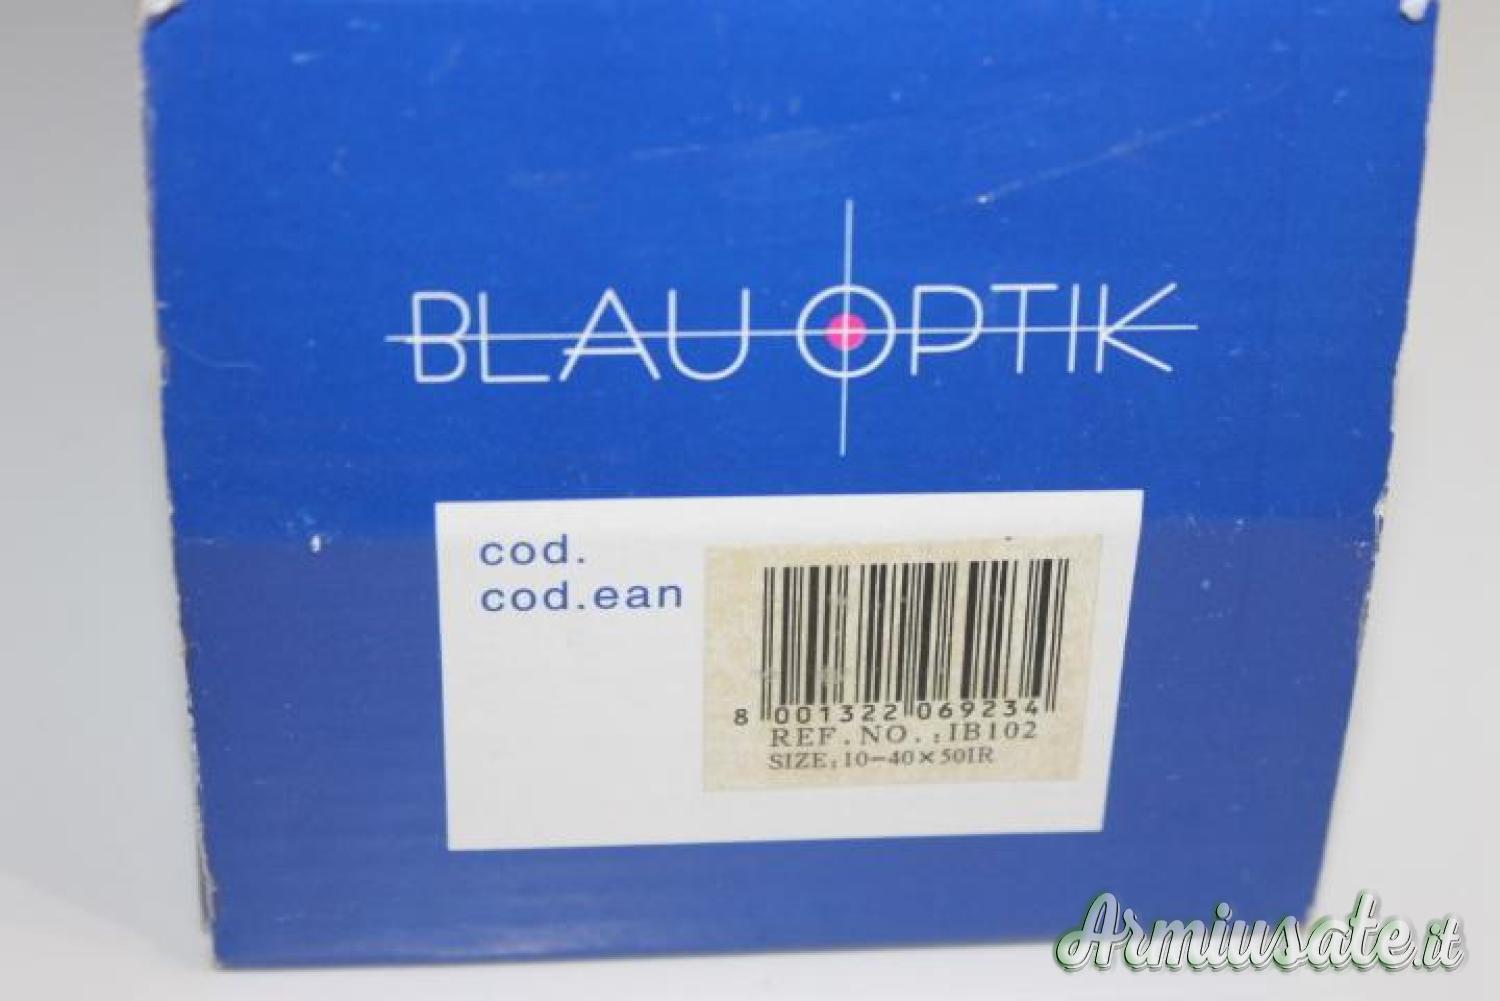 BLAU OPTIK
cod.
cod.ean
8 001322 069234
REF.NO.:IB102
SIZE:10-40×50IR
Armiusate.it